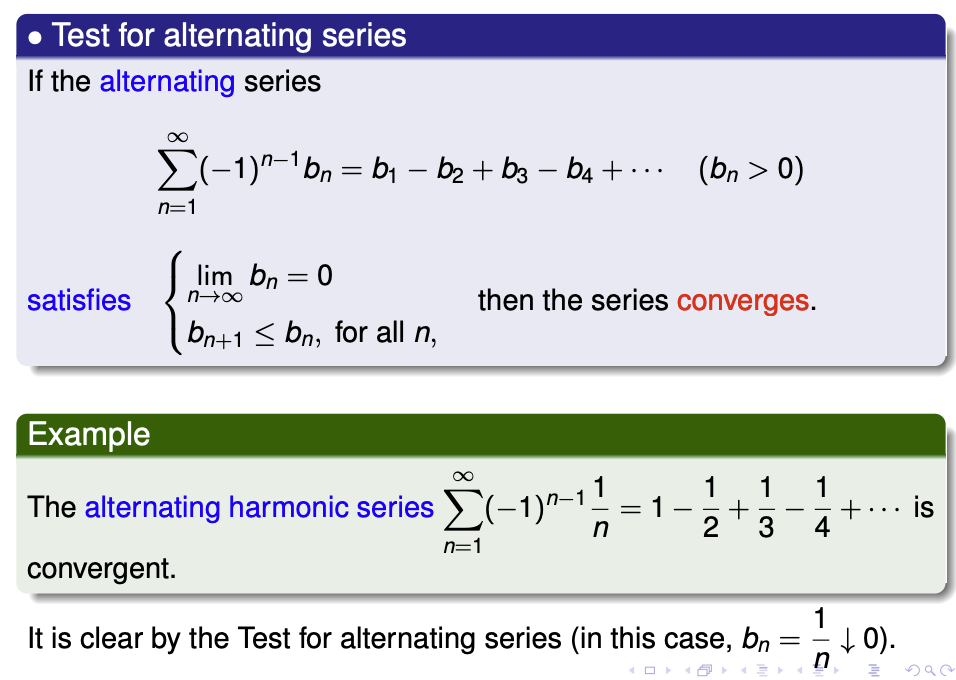 • Test for alternating series
If the alternating series
$\sum_{n=1}^{\infty}(-1)^{n-1}b_n = b_1 - b_2 + b_3 - b_4 + \cdots \quad (b_n > 0)$
satisfies $\begin{cases} \lim_{n\to\infty} b_n = 0 \\ b_{n+1} \leq b_n, \text{ for all } n, \end{cases}$ then the series converges.
Example
The alternating harmonic series $\sum_{n=1}^{\infty}(-1)^{n-1}\frac{1}{n} = 1 - \frac{1}{2} + \frac{1}{3} - \frac{1}{4} + \cdots$ is
convergent.
It is clear by the Test for alternating series (in this case, $b_n = \frac{1}{n} \downarrow 0$).